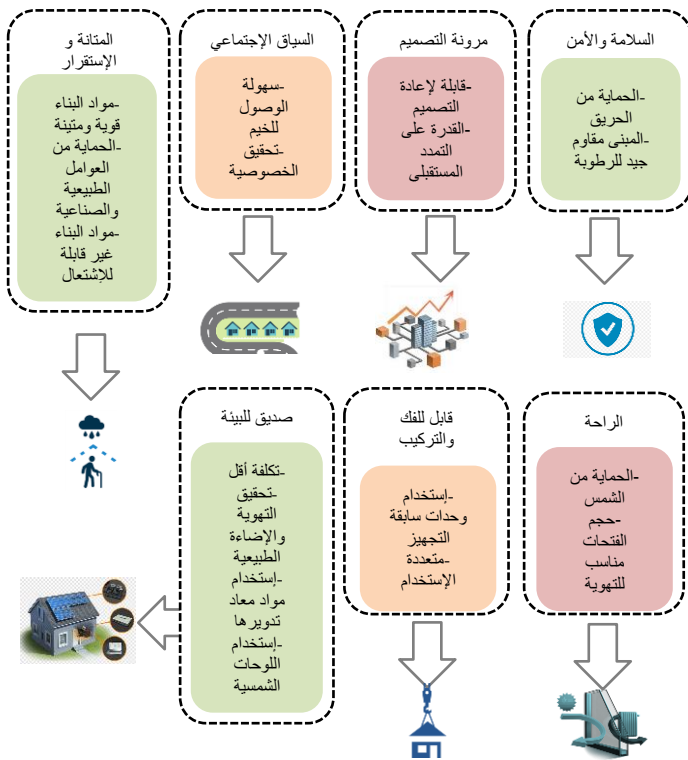 السلامة والأمن
-الحماية من
الحريق
-المبنى مقاوم
جيد للرطوبة
مرونة التصميم
-قابلة لإعادة
التصميم
-القدرة على
التمدد
المستقبلي
السياق الإجتماعي
-سهولة
الوصول
للخيم
-تحقيق
الخصوصية
المتانة و
الإستقرار
-مواد البناء
قوية ومتينة
-الحماية من
العوامل
الطبيعية
والصناعية
-مواد البناء
غير قابلة
للإشتعال
الراحة
-الحماية من
الشمس
-حجم
الفتحات
مناسب
للتهوية
قابل للفك
والتركيب
-إستخدام
وحدات سابقة
التجهيز
-متعددة
الإستخدام
صديق للبيئة
-تكلفة أقل
-تحقيق
التهوية
والإضاءة
الطبيعية
-إستخدام
مواد معاد
تدويرها
-إستخدام
اللوحات
الشمسية